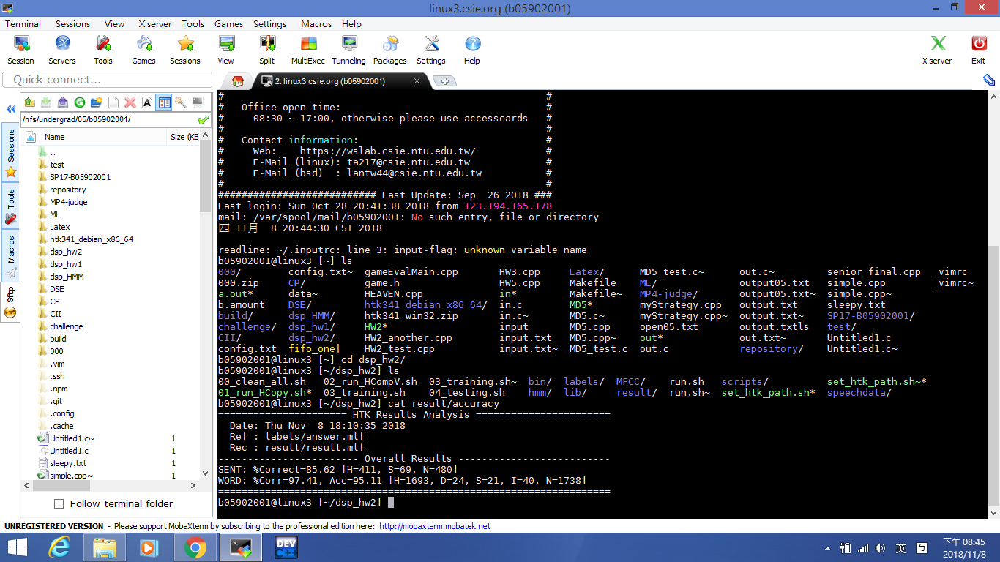 linux3.csie.org (b05902001)
Terminal Sessions View X server Tools Games Settings Macros Help
Session Servers Tools Games Sessions View Split MultiExec Tunneling Packages Settings Help X server Exit
Quick connect...
2. linux3.csie.org (b05902001)
/nfs/undergrad/05/b05902001/
Name Size (KB
..
test
SP17-B05902001
repository
MP4-judge
ML
Latex
htk341_debian_x86_64
dsp_hw2
dsp_hw1
dsp_HMM
DSE
CP
CII
challenge
build
000
.vim
.ssh
.npm
.git
.config
.cache
Untitled1.c~ 1
Untitled1.c 1
sleepy.txt 1
simple.cpp~ 1
Follow terminal folder
Sessions
Tools
Macros
Sftp
# #
# Office open time: #
# 08:30 ~ 17:00, otherwise please use accesscards #
# #
# Contact information: #
# Web: https://wslab.csie.ntu.edu.tw/ #
# E-Mail (linux): ta217@csie.ntu.edu.tw #
# E-Mail (bsd) : lantw44@csie.ntu.edu.tw #
# #
########################### Last Update: Sep 26 2018 ###
Last login: Sun Oct 28 20:41:38 2018 from 123.194.165.178
mail: /var/spool/mail/b05902001: No such entry, file or directory
四 11月 8 20:44:30 CST 2018
readline: ~/.inputrc: line 3: input-flag: unknown variable name
b05902001@linux3 [~] ls
000/ config.txt~ gameEvalMain.cpp HW3.cpp Latex/ MD5_test.c~ out.c~ senior_final.cpp _vimrc
000.zip CP/ game.h HW5.cpp Makefile ML/ output05.txt simple.cpp _vimrc~
a.out* data~ HEAVEN.cpp in* Makefile~ MP4-judge/ output05.txt~ simple.cpp~
b.amount DSE/ htk341_debian_x86_64/ in.c MD5* myStrategy.cpp output.txt sleepy.txt
build/ dsp_HMM/ htk341_win32.zip in.c~ MD5.c~ myStrategy.cpp~ output.txt~ SP17-B05902001/
challenge/ dsp_hw1/ HW2* input MD5.cpp open05.txt output.txtls test/
CII/ dsp_hw2/ HW2_another.cpp input.txt MD5.cpp~ out* out.txt~ Untitled1.c
config.txt fifo_one| HW2_test.cpp input.txt~ MD5_test.c out.c repository/ Untitled1.c~
b05902001@linux3 [~] cd dsp_hw2/
b05902001@linux3 [~/dsp_hw2] ls
00_clean_all.sh 02_run_HCompV.sh 03_training.sh~ bin/ labels/ MFCC/ run.sh scripts/ set_htk_path.sh~*
01_run_HCopy.sh* 03_training.sh 04_testing.sh hmm/ lib/ result/ run.sh~ set_htk_path.sh* speechdata/
b05902001@linux3 [~/dsp_hw2] cat result/accuracy
====================== HTK Results Analysis =======================
Date: Thu Nov 8 18:10:35 2018
Ref : labels/answer.mlf
Rec : result/result.mlf
------------------------ Overall Results --------------------------
SENT: %Correct=85.62 [H=411, S=69, N=480]
WORD: %Corr=97.41, Acc=95.11 [H=1693, D=24, S=21, I=40, N=1738]
===================================================================
b05902001@linux3 [~/dsp_hw2]
UNREGISTERED VERSION - Please support MobaXterm by subscribing to the professional edition here: http://mobaxterm.mobatek.net
DEV C++
英
下午 08:45
2018/11/8